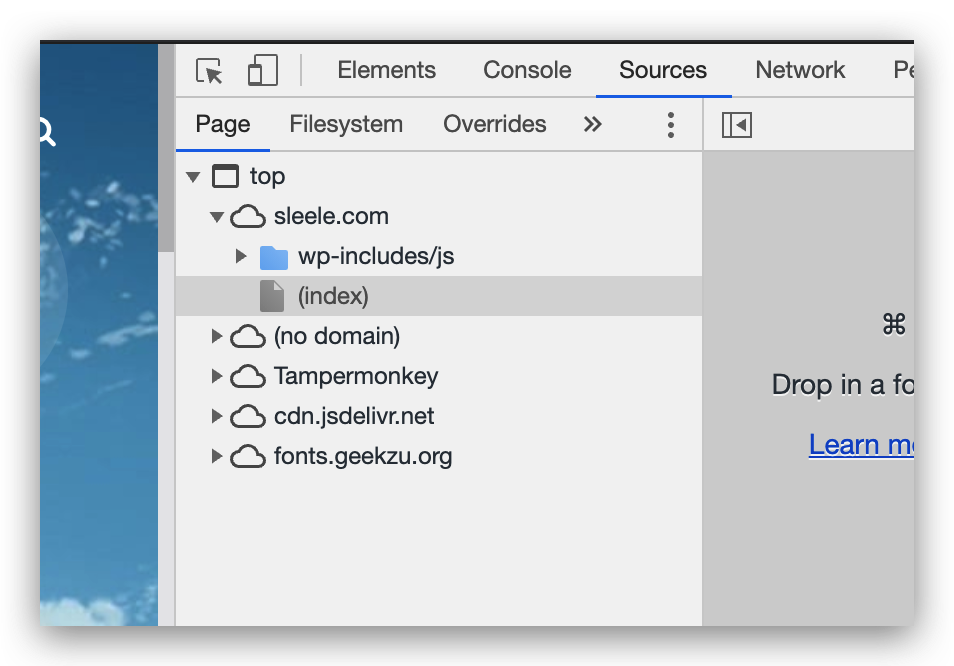 Elements Console Sources Network Pe
Page Filesystem Overrides »
top
sleele.com
wp-includes/js
(index)
(no domain)
Tampermonkey
cdn.jsdelivr.net
fonts.geekzu.org
⌘
Drop in a fo
Learn mo